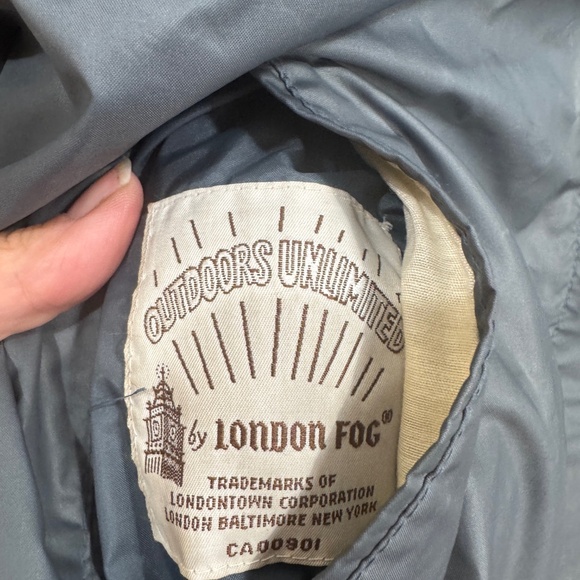 OUTDOORS UNLIMITED
by LONDON FOG®
TRADEMARKS OF
LONDONTOWN CORPORATION
LONDON BALTIMORE NEW YORK
CA00901